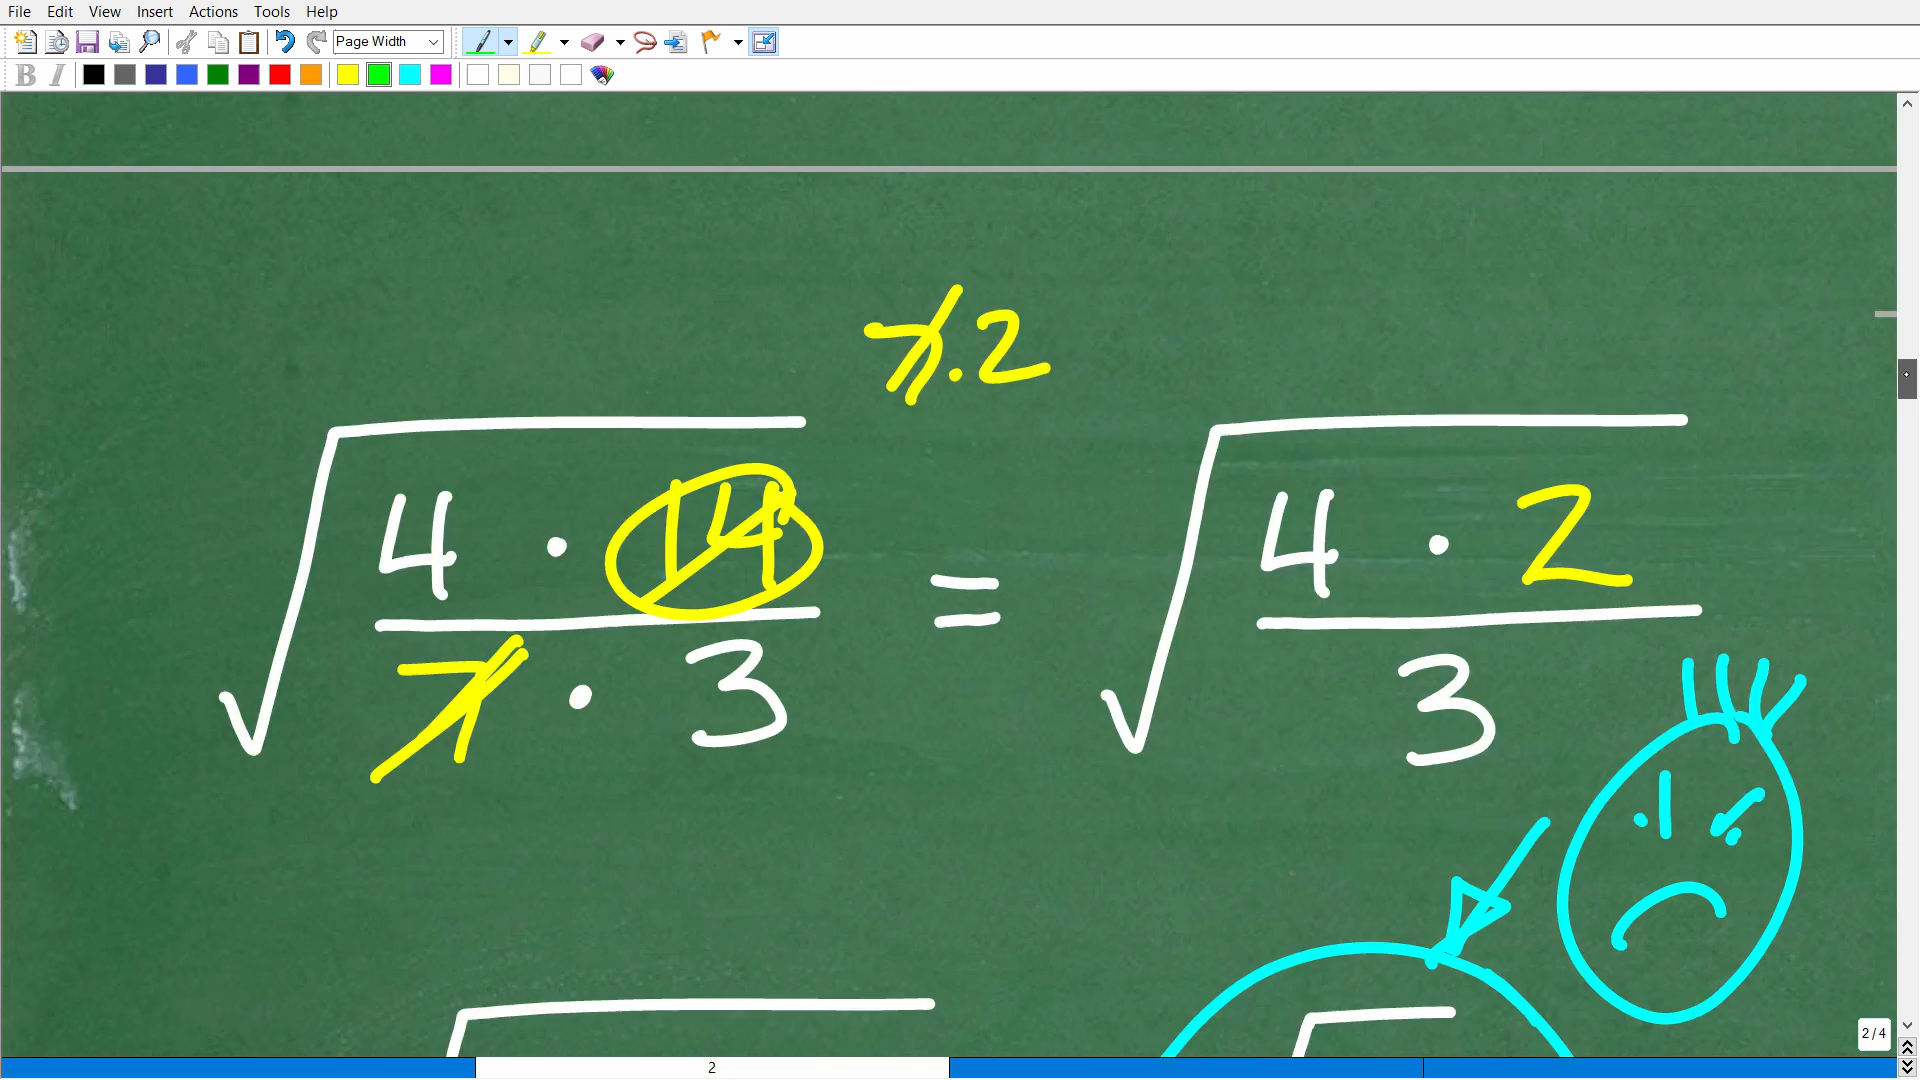 File Edit View Insert Actions Tools Help
Page Width
B I
7 . 2
√ 4 · 14 = √ 4 · 2
7 · 3 3
2 / 4
2